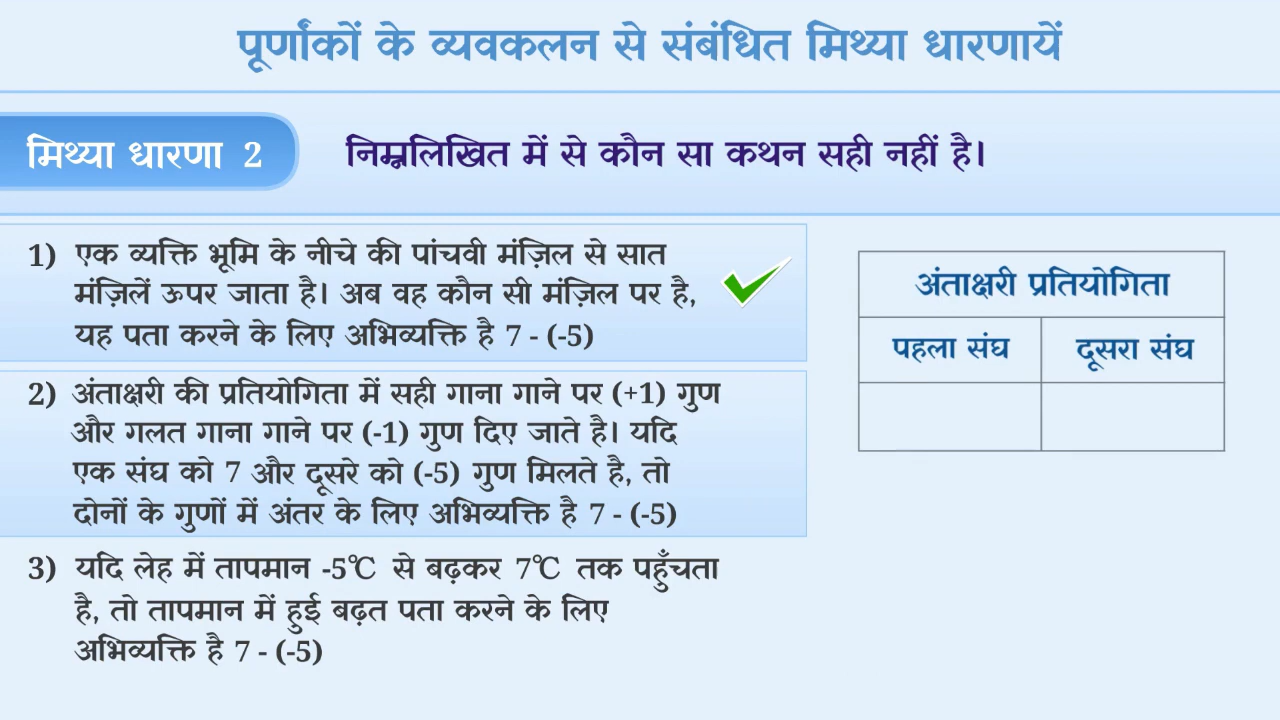 पूर्णांकों के व्यवकलन से संबंधित मिथ्या धारणायें
मिथ्या धारणा 2
निम्नलिखित में से कौन सा कथन सही नहीं है।
1) एक व्यक्ति भूमि के नीचे की पांचवी मंज़िल से सात
मंज़िलें ऊपर जाता है। अब वह कौन सी मंज़िल पर है,
यह पता करने के लिए अभिव्यक्ति है 7 - (-5)
2) अंताक्षरी की प्रतियोगिता में सही गाना गाने पर (+1) गुण
और गलत गाना गाने पर (-1) गुण दिए जाते है। यदि
एक संघ को 7 और दूसरे को (-5) गुण मिलते है, तो
दोनों के गुणों में अंतर के लिए अभिव्यक्ति है 7 - (-5)
3) यदि लेह में तापमान -5℃ से बढ़कर 7℃ तक पहुँचता
है, तो तापमान में हुई बढ़त पता करने के लिए
अभिव्यक्ति है 7 - (-5)
अंताक्षरी प्रतियोगिता
पहला संघ
दूसरा संघ